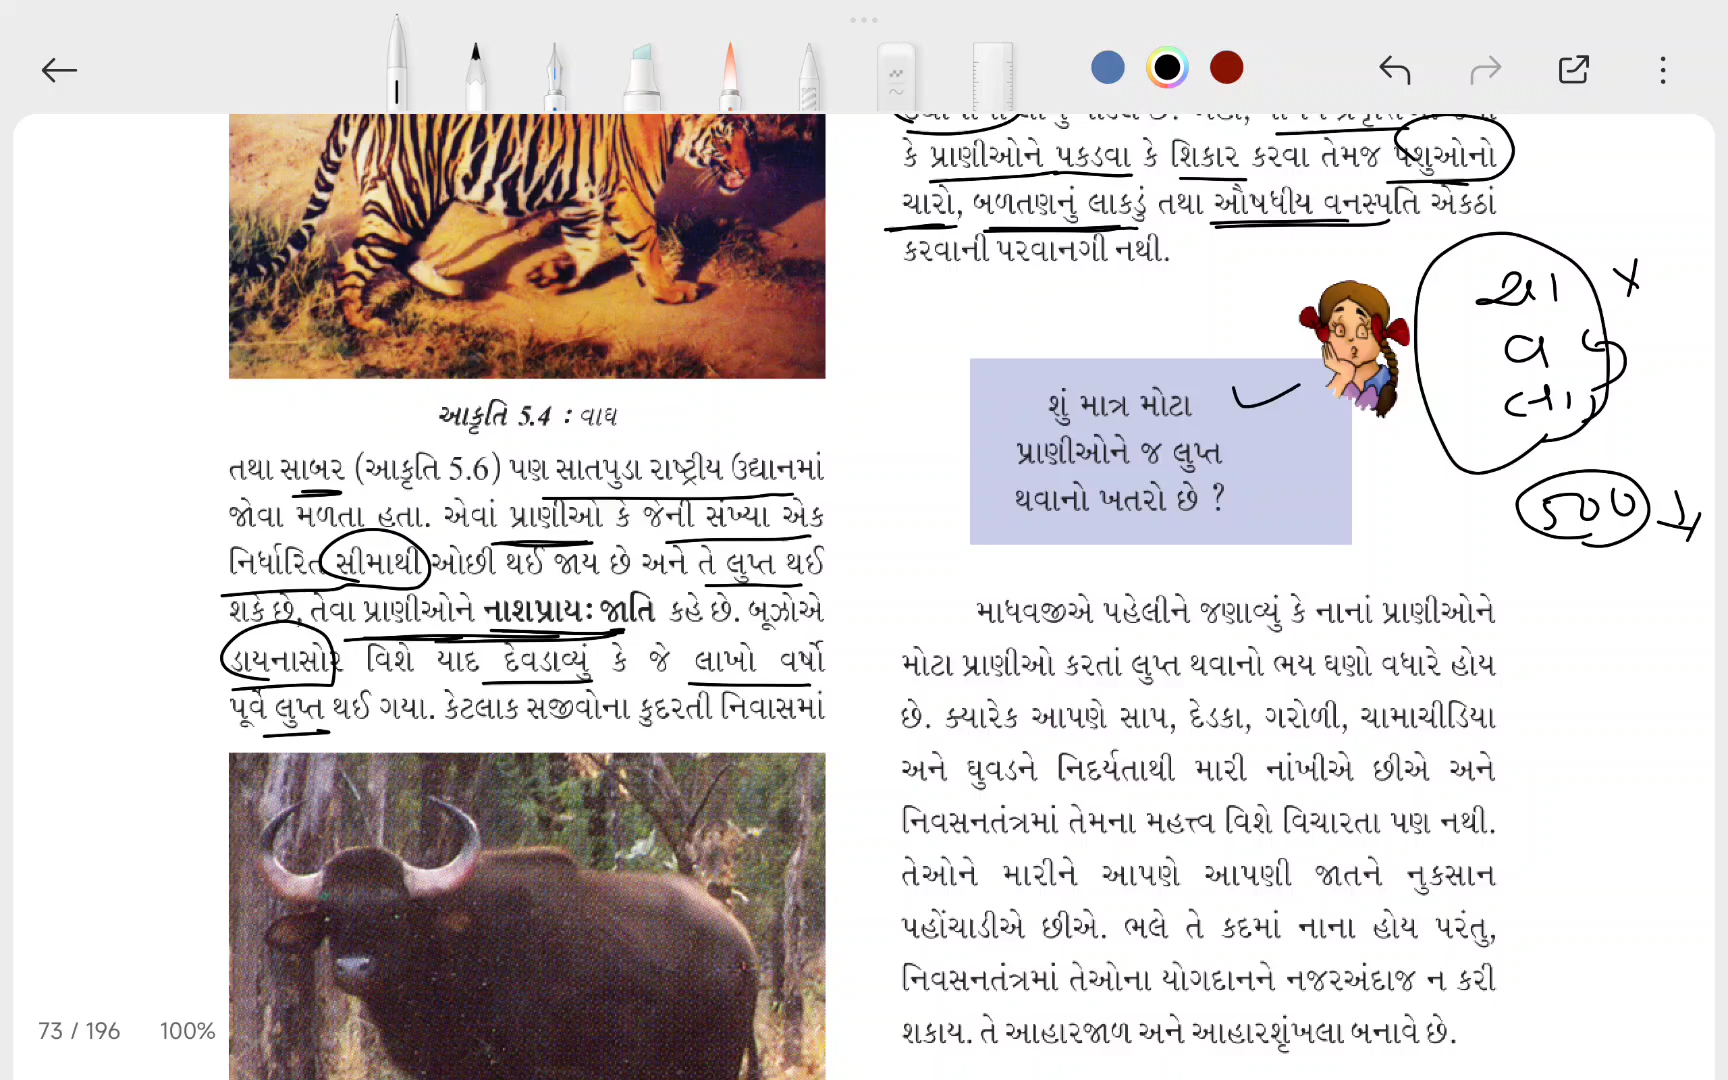 આકૃતિ 5.4 : વાઘ
તથા સાબર (આકૃતિ 5.6) પણ સાતપુડા રાષ્ટ્રીય ઉદ્યાનમાં
જોવા મળતા હતા. એવાં પ્રાણીઓ કે જેની સંખ્યા એક
નિર્ધારિત સીમાથી ઓછી થઈ જાય છે અને તે લુપ્ત થઈ
શકે છે, તેવા પ્રાણીઓને નાશપ્રાયઃ જાતિ કહે છે. બૂઝોએ
ડાયનાસોર વિશે યાદ દેવડાવ્યું કે જે લાખો વર્ષો
પૂર્વે લુપ્ત થઈ ગયા. કેટલાક સજીવોના કુદરતી નિવાસમાં
73 / 196
100%
કે પ્રાણીઓને પકડવા કે શિકાર કરવા તેમજ પશુઓનો
ચારો, બળતણનું લાકડું તથા ઔષધીય વનસ્પતિ એકઠાં
કરવાની પરવાનગી નથી.
શું માત્ર મોટા
પ્રાણીઓને જ લુપ્ત
થવાનો ખતરો છે ?
500
માધવજીએ પહેલીને જણાવ્યું કે નાનાં પ્રાણીઓને
મોટા પ્રાણીઓ કરતાં લુપ્ત થવાનો ભય ઘણો વધારે હોય
છે. ક્યારેક આપણે સાપ, દેડકા, ગરોળી, ચામાચીડિયા
અને ઘુવડને નિદર્યતાથી મારી નાંખીએ છીએ અને
નિવસનતંત્રમાં તેમના મહત્ત્વ વિશે વિચારતા પણ નથી.
તેઓને મારીને આપણે આપણી જાતને નુકસાન
પહોંચાડીએ છીએ. ભલે તે કદમાં નાના હોય પરંતુ,
નિવસનતંત્રમાં તેઓના યોગદાનને નજરઅંદાજ ન કરી
શકાય. તે આહારજાળ અને આહારશૃંખલા બનાવે છે.